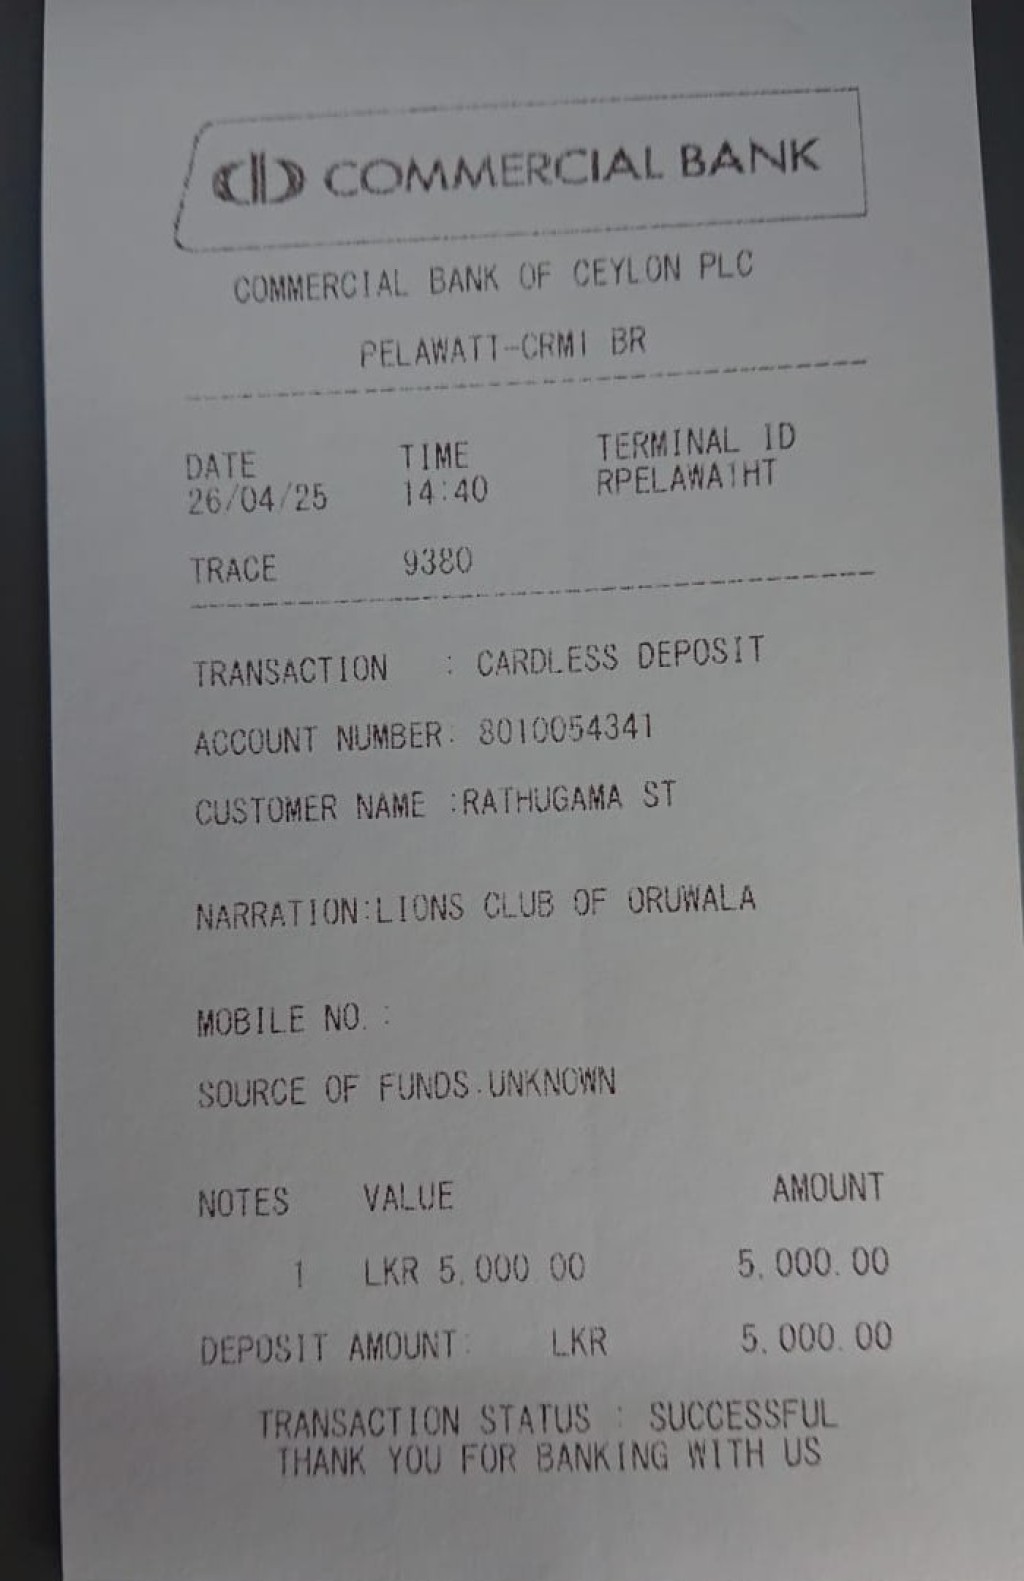 COMMERCIAL BANK
COMMERCIAL BANK OF CEYLON PLC
PELAWATT-CRM1 BR
DATE TIME TERMINAL ID
26/04/25 14:40 RPELAWA1HT
TRACE 9380
TRANSACTION : CARDLESS DEPOSIT
ACCOUNT NUMBER: 8010054341
CUSTOMER NAME :RATHUGAMA ST
NARRATION:LIONS CLUB OF ORUWALA
MOBILE NO. :
SOURCE OF FUNDS:UNKNOWN
NOTES VALUE AMOUNT
1 LKR 5,000.00 5,000.00
DEPOSIT AMOUNT: LKR 5,000.00
TRANSACTION STATUS : SUCCESSFUL
THANK YOU FOR BANKING WITH US